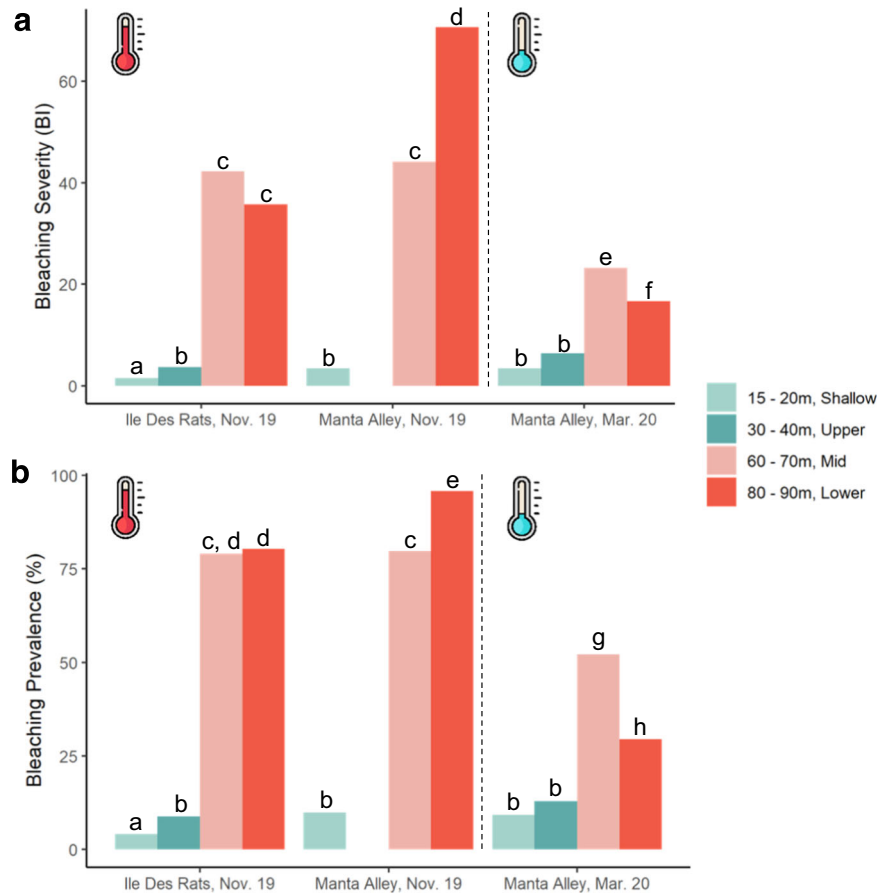 a
Bleaching Severity (BI)
60
40
20
0
a
b
c
c
b
c
d
b
b
e
f
Ile Des Rats, Nov. 19
Manta Alley, Nov. 19
Manta Alley, Mar. 20
15 - 20m, Shallow
30 - 40m, Upper
60 - 70m, Mid
80 - 90m, Lower
b
Bleaching Prevalence (%)
100
75
50
25
0
a
b
c, d
d
b
c
e
b
b
g
h
Ile Des Rats, Nov. 19
Manta Alley, Nov. 19
Manta Alley, Mar. 20